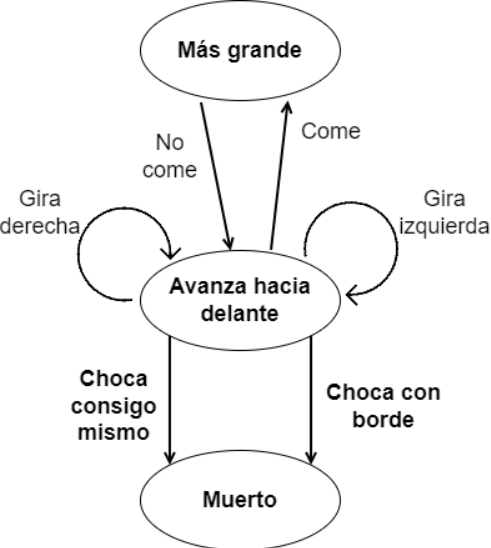 Más grande
No
come
Come
Gira
derecha
Gira
izquierda
Avanza hacia
delante
Choca
consigo
mismo
Choca con
borde
Muerto